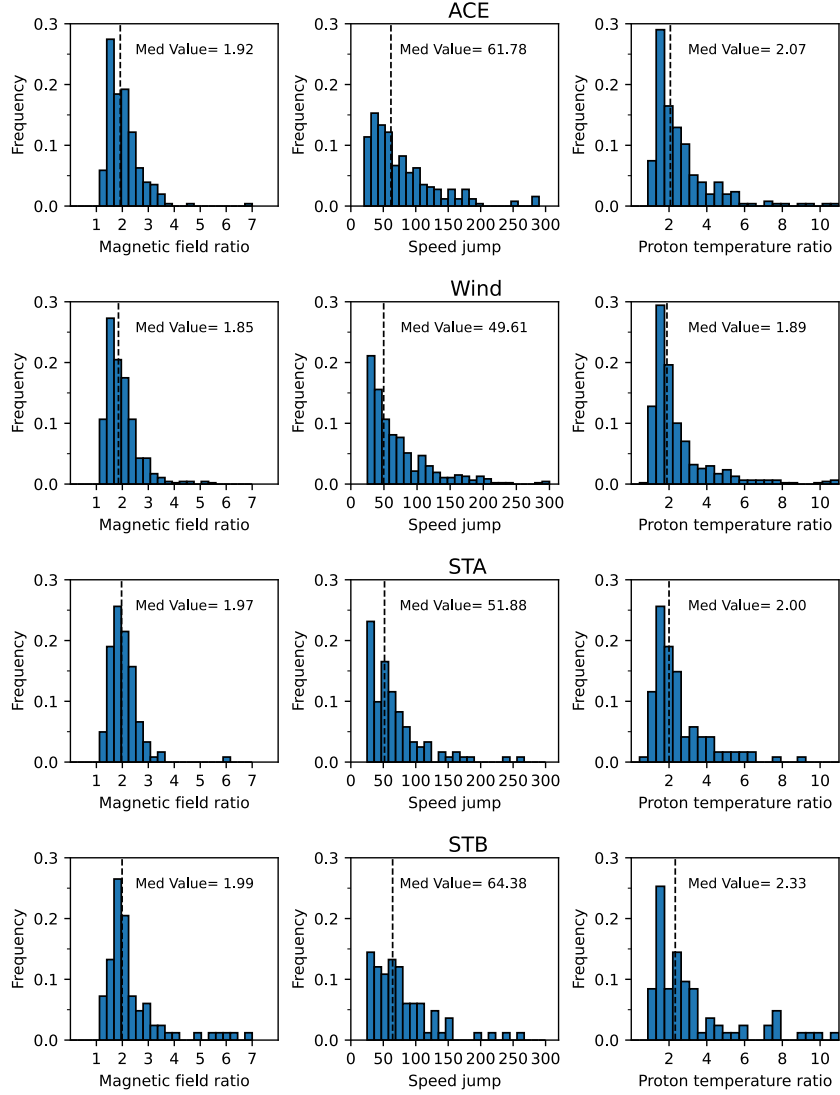 ACE
Med Value= 1.92
Med Value= 61.78
Med Value= 2.07
Frequency
0.0
0.1
0.2
0.3
1 2 3 4 5 6 7
Magnetic field ratio
Frequency
0.0
0.1
0.2
0.3
0 50 100 150 200 250 300
Speed jump
Frequency
0.0
0.1
0.2
0.3
2 4 6 8 10
Proton temperature ratio
Wind
Med Value= 1.85
Med Value= 49.61
Med Value= 1.89
Frequency
0.0
0.1
0.2
0.3
1 2 3 4 5 6 7
Magnetic field ratio
Frequency
0.0
0.1
0.2
0.3
0 50 100 150 200 250 300
Speed jump
Frequency
0.0
0.1
0.2
0.3
2 4 6 8 10
Proton temperature ratio
STA
Med Value= 1.97
Med Value= 51.88
Med Value= 2.00
Frequency
0.0
0.1
0.2
0.3
1 2 3 4 5 6 7
Magnetic field ratio
Frequency
0.0
0.1
0.2
0.3
0 50 100 150 200 250 300
Speed jump
Frequency
0.0
0.1
0.2
0.3
2 4 6 8 10
Proton temperature ratio
STB
Med Value= 1.99
Med Value= 64.38
Med Value= 2.33
Frequency
0.0
0.1
0.2
0.3
1 2 3 4 5 6 7
Magnetic field ratio
Frequency
0.0
0.1
0.2
0.3
0 50 100 150 200 250 300
Speed jump
Frequency
0.0
0.1
0.2
0.3
2 4 6 8 10
Proton temperature ratio